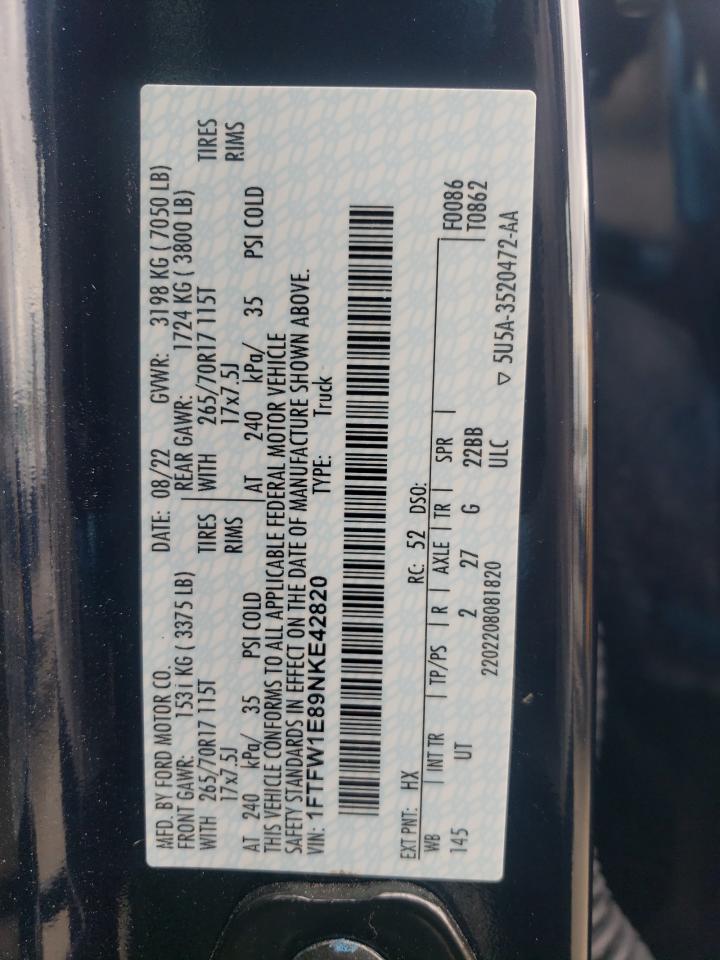 MFD. BY FORD MOTOR CO. DATE: 08/22 GVWR: 3198 KG ( 7050 LB)
FRONT GAWR: 1531 KG ( 3375 LB) REAR GAWR: 1724 KG ( 3800 LB)
WITH 265/70R17 115T TIRES WITH 265/70R17 115T TIRES
17x7.5J RIMS 17x7.5J RIMS
AT 240 kPa/ 35 PSI COLD AT 240 kPa/ 35 PSI COLD
THIS VEHICLE CONFORMS TO ALL APPLICABLE FEDERAL MOTOR VEHICLE
SAFETY STANDARDS IN EFFECT ON THE DATE OF MANUFACTURE SHOWN ABOVE.
VIN: 1FTFW1E89NKE42820 TYPE: Truck
EXT PNT: HX RC: 52 DSO:
WB INT TR TP/PS R AXLE TR SPR F0086
145 UT 2 27 G 22BB T0862
2202208081820 ULC ▽ 5U5A-3520472-AA